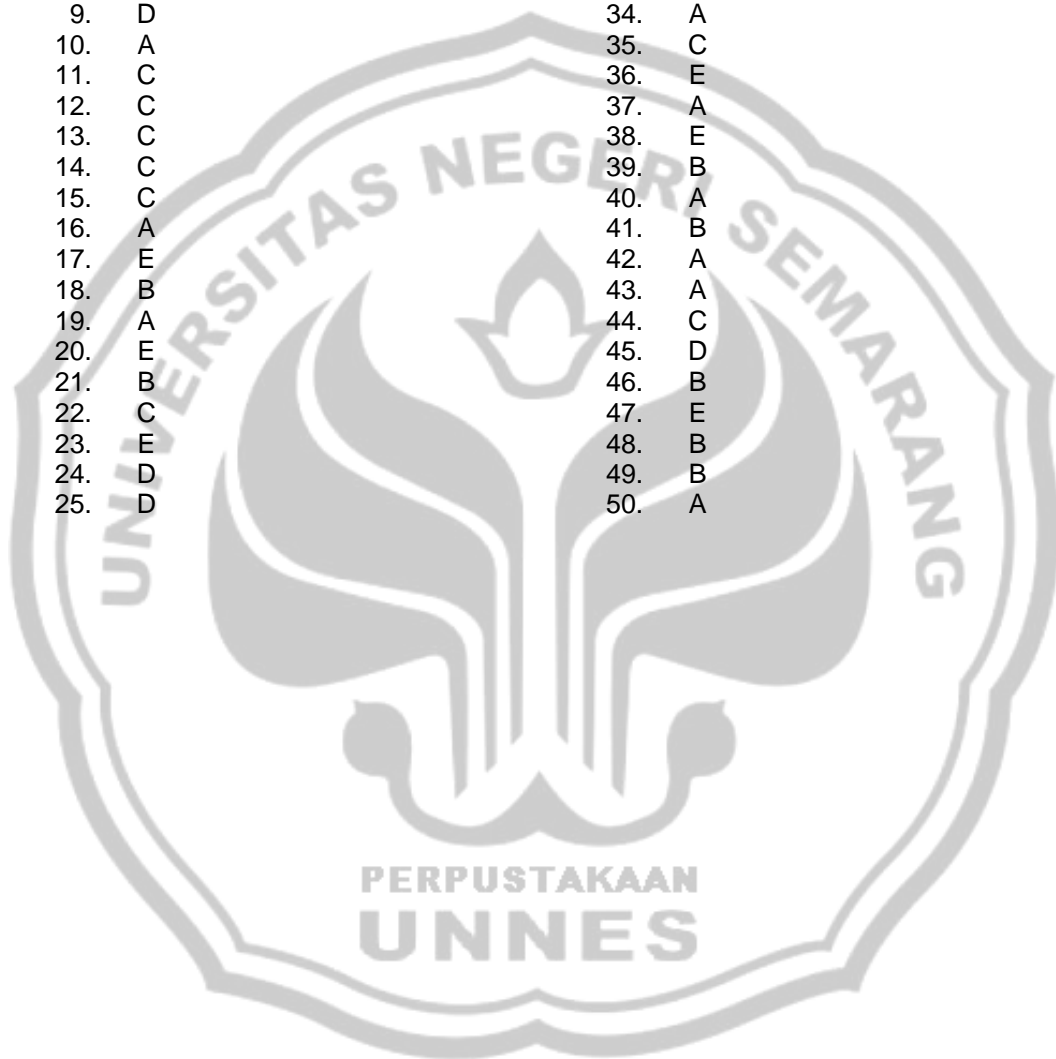 9. D
10. A
11. C
12. C
13. C
14. C
15. C
16. A
17. E
18. B
19. A
20. E
21. B
22. C
23. E
24. D
25. D
34. A
35. C
36. E
37. A
38. E
39. B
40. A
41. B
42. A
43. A
44. C
45. D
46. B
47. E
48. B
49. B
50. A
UNIVERSITAS NEGERI SEMARANG
PERPUSTAKAAN
UNNES